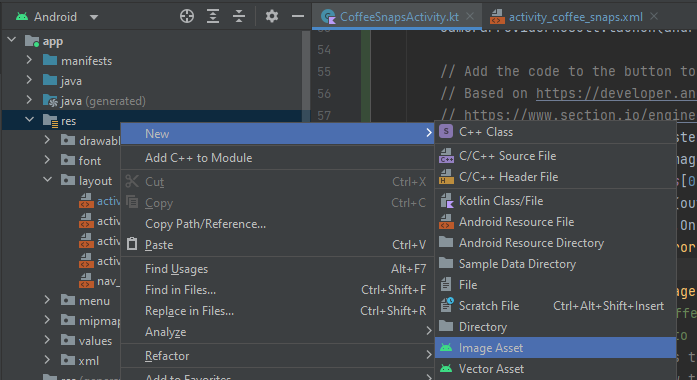 Android
CoffeeSnapsActivity.kt
activity_coffee_snaps.xml
app
manifests
java
java (generated)
res
drawabl
font
layout
activ
activ
activ
activ
nav_
menu
mipmap
values
xml
55
56
57
// Add the code to the button to
// Based on https://developer.an
// https://www.section.io/engine
New
Add C++ to Module
Cut Ctrl+X
Copy Ctrl+C
Copy Path/Reference...
Paste Ctrl+V
Find Usages Alt+F7
Find in Files... Ctrl+Shift+F
Replace in Files... Ctrl+Shift+R
Analyze
Refactor
Add to Favorites
C++ Class
C/C++ Source File
C/C++ Header File
Kotlin Class/File
Android Resource File
Android Resource Directory
Sample Data Directory
File
Scratch File Ctrl+Alt+Shift+Insert
Directory
Image Asset
Vector Asset